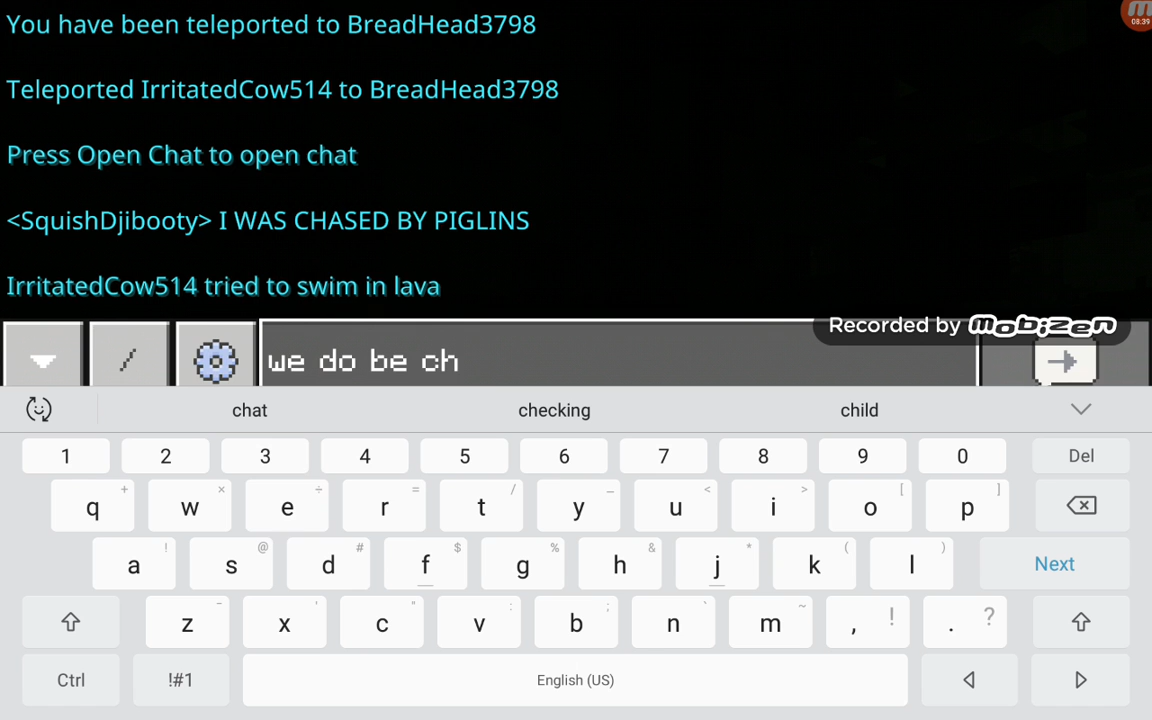 You have been teleported to BreadHead3798
08:39
Teleported IrritatedCow514 to BreadHead3798
Press Open Chat to open chat
<SquishDjibooty> I WAS CHASED BY PIGLINS
IrritatedCow514 tried to swim in lava
Recorded by mobizen
/ we do be ch
chat checking child
1 2 3 4 5 6 7 8 9 0 Del
q + w × e ÷ r = t / y _ u < i > o [ p ]
a ! s @ d # f $ g % h & j * k ( l ) Next
z - x ' c " v : b ; n ` m ~ , ! . ?
Ctrl !#1 English (US)